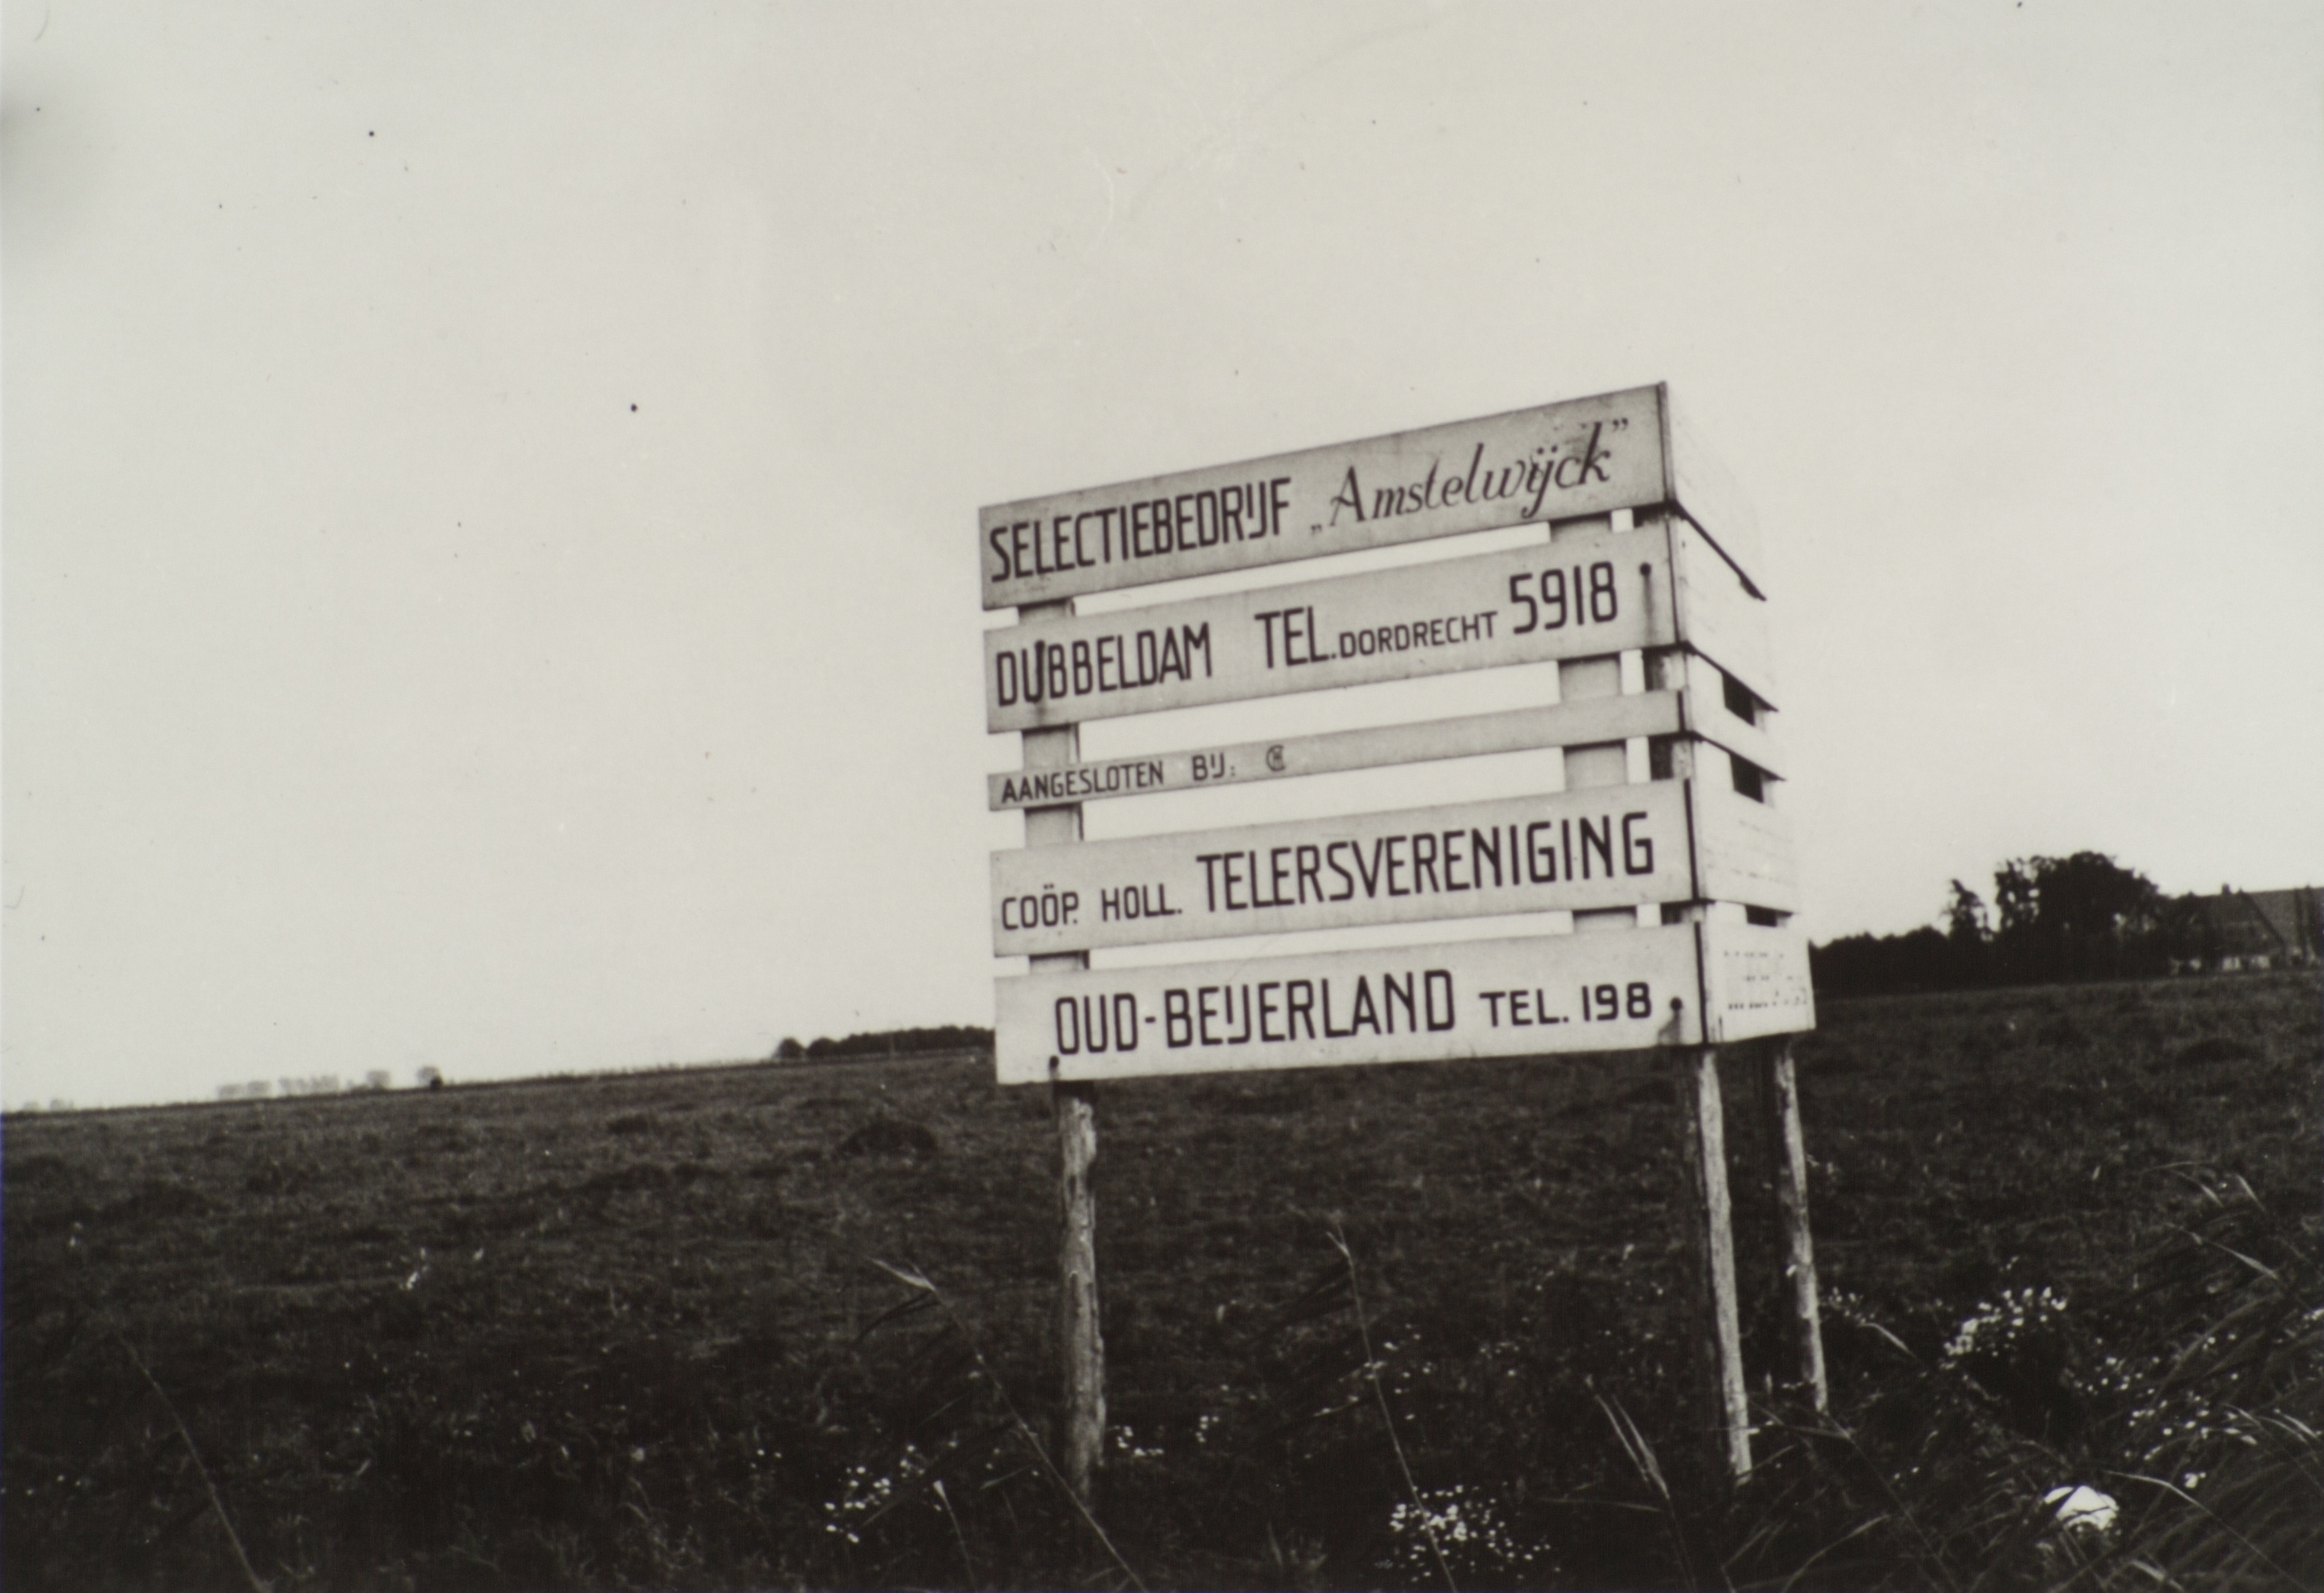 SELECTIEBEDRIJF „Amstelwijck”
DUBBELDAM TEL. DORDRECHT 5918
AANGESLOTEN BIJ:
COÖP. HOLL. TELERSVERENIGING
OUD-BEIJERLAND TEL. 198